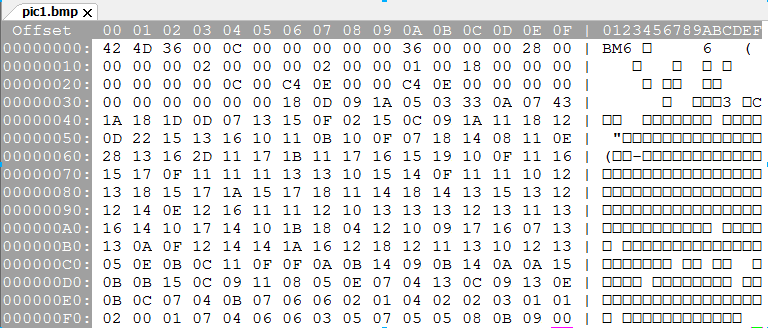 pic1.bmp x
Offset 00 01 02 03 04 05 06 07 08 09 0A 0B 0C 0D 0E 0F | 0123456789ABCDEF
00000000: 42 4D 36 00 0C 00 00 00 00 00 36 00 00 00 28 00 | BM6 □ 6 (
00000010: 00 00 00 02 00 00 00 02 00 00 01 00 18 00 00 00 | □ □ □ □
00000020: 00 00 00 00 0C 00 C4 0E 00 00 C4 0E 00 00 00 00 | □ □□ □□
00000030: 00 00 00 00 00 00 18 0D 09 1A 05 03 33 0A 07 43 | □ □□□3 □C
00000040: 1A 18 1D 0D 07 13 15 0F 02 15 0C 09 1A 11 18 12 | □□ □□□□□□□ □□□□
00000050: 0D 22 15 13 16 10 11 0B 10 0F 07 18 14 08 11 0E | "□□□□□□□□□□□□□□
00000060: 28 13 16 2D 11 17 1B 11 17 16 15 19 10 0F 11 16 | (□□-□□□□□□□□□□□□
00000070: 15 17 0F 11 11 11 13 13 10 15 14 0F 11 11 10 12 | □□□□□□□□□□□□□□□□
00000080: 13 18 15 17 1A 15 17 18 11 14 18 14 13 15 13 12 | □□□□□□□□□□□□□□□□
00000090: 12 14 0E 12 16 11 11 12 10 13 13 13 12 13 11 13 | □□□□□□□□□□□□□□□□
000000A0: 16 14 10 17 14 10 1B 18 04 12 10 09 17 16 07 13 | □□□□□□□□□□□ □□□□
000000B0: 13 0A 0F 12 14 14 1A 16 12 18 12 11 13 10 12 13 | □ □□□□□□□□□□□□□□
000000C0: 05 0E 0B 0C 11 0F 0F 0A 0B 14 09 0B 14 0A 0A 15 | □□□□□□□ □□ □□ □
000000D0: 0B 0B 15 0C 09 11 08 05 0E 07 04 13 0C 09 13 0E | □□□□ □□□□□□□□ □□
000000E0: 0B 0C 07 04 0B 07 06 06 02 01 04 02 02 03 01 01 | □□□□□□□□□□□□□□□□
000000F0: 02 00 01 07 04 06 06 03 05 07 05 05 08 0B 09 00 | □ □□□□□□□□□□□□